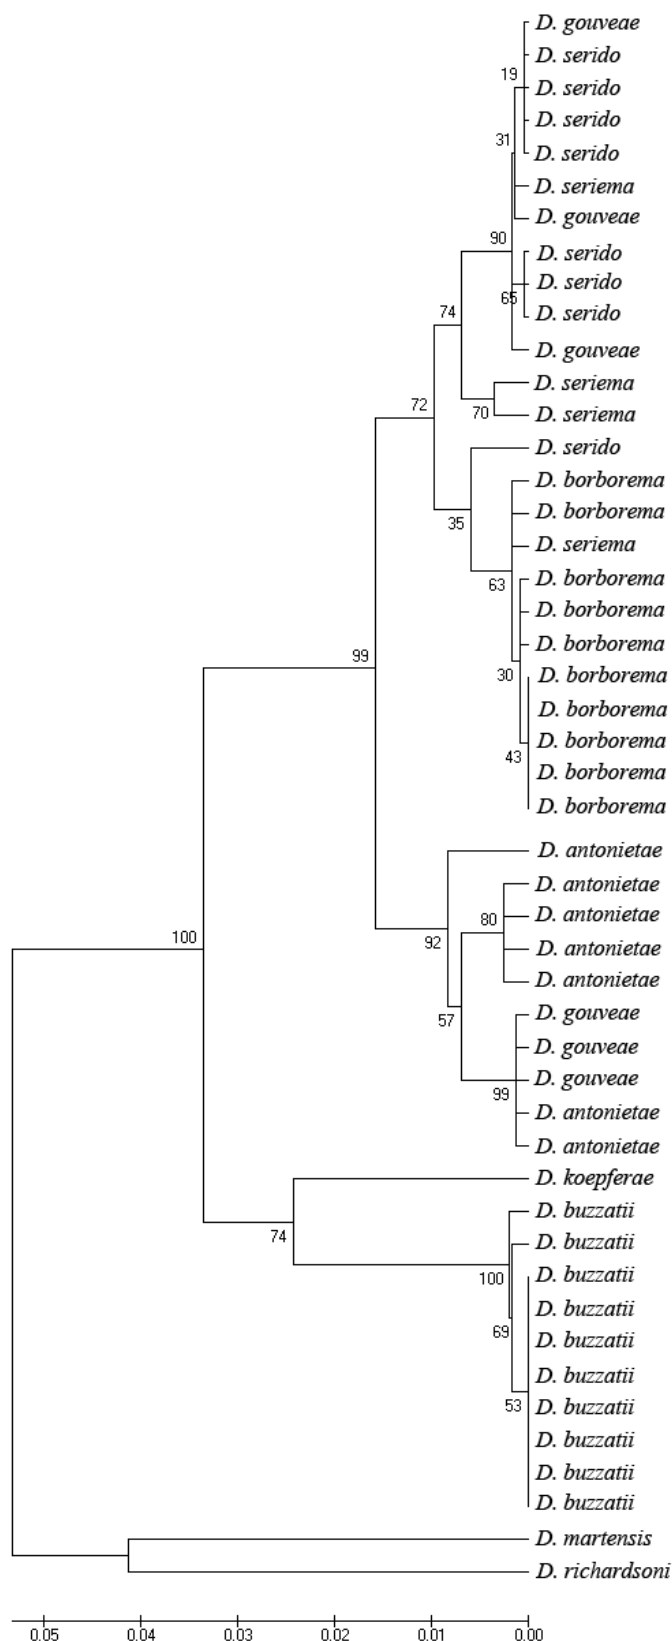 D. gouveae
D. serido
19
D. serido
D. serido
31
D. serido
D. seriema
D. gouveae
90
D. serido
D. serido
65
D. serido
74
D. gouveae
D. seriema
72
70
D. seriema
D. serido
D. borborema
35
D. borborema
D. seriema
63
D. borborema
D. borborema
D. borborema
99
30
D. borborema
D. borborema
D. borborema
43
D. borborema
D. borborema
D. antonietae
D. antonietae
80
D. antonietae
100
92
D. antonietae
D. antonietae
57
D. gouveae
D. gouveae
D. gouveae
99
D. antonietae
D. antonietae
D. koepferae
D. buzzatii
74
D. buzzatii
100
D. buzzatii
D. buzzatii
69
D. buzzatii
D. buzzatii
53
D. buzzatii
D. buzzatii
D. buzzatii
D. buzzatii
D. martensis
D. richardsoni
0.05 0.04 0.03 0.02 0.01 0.00